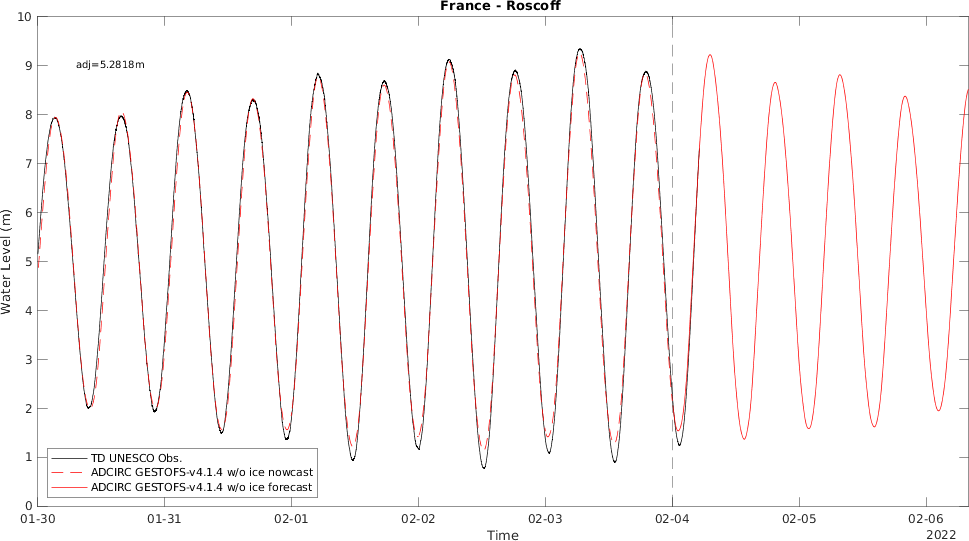 France - Roscoff
adj=5.2818m
Water Level (m)
10
9
8
7
6
5
4
3
2
1
0
TD UNESCO Obs.
ADCIRC GESTOFS-v4.1.4 w/o ice nowcast
ADCIRC GESTOFS-v4.1.4 w/o ice forecast
01-30 01-31 02-01 02-02 02-03 02-04 02-05 02-06
Time
2022